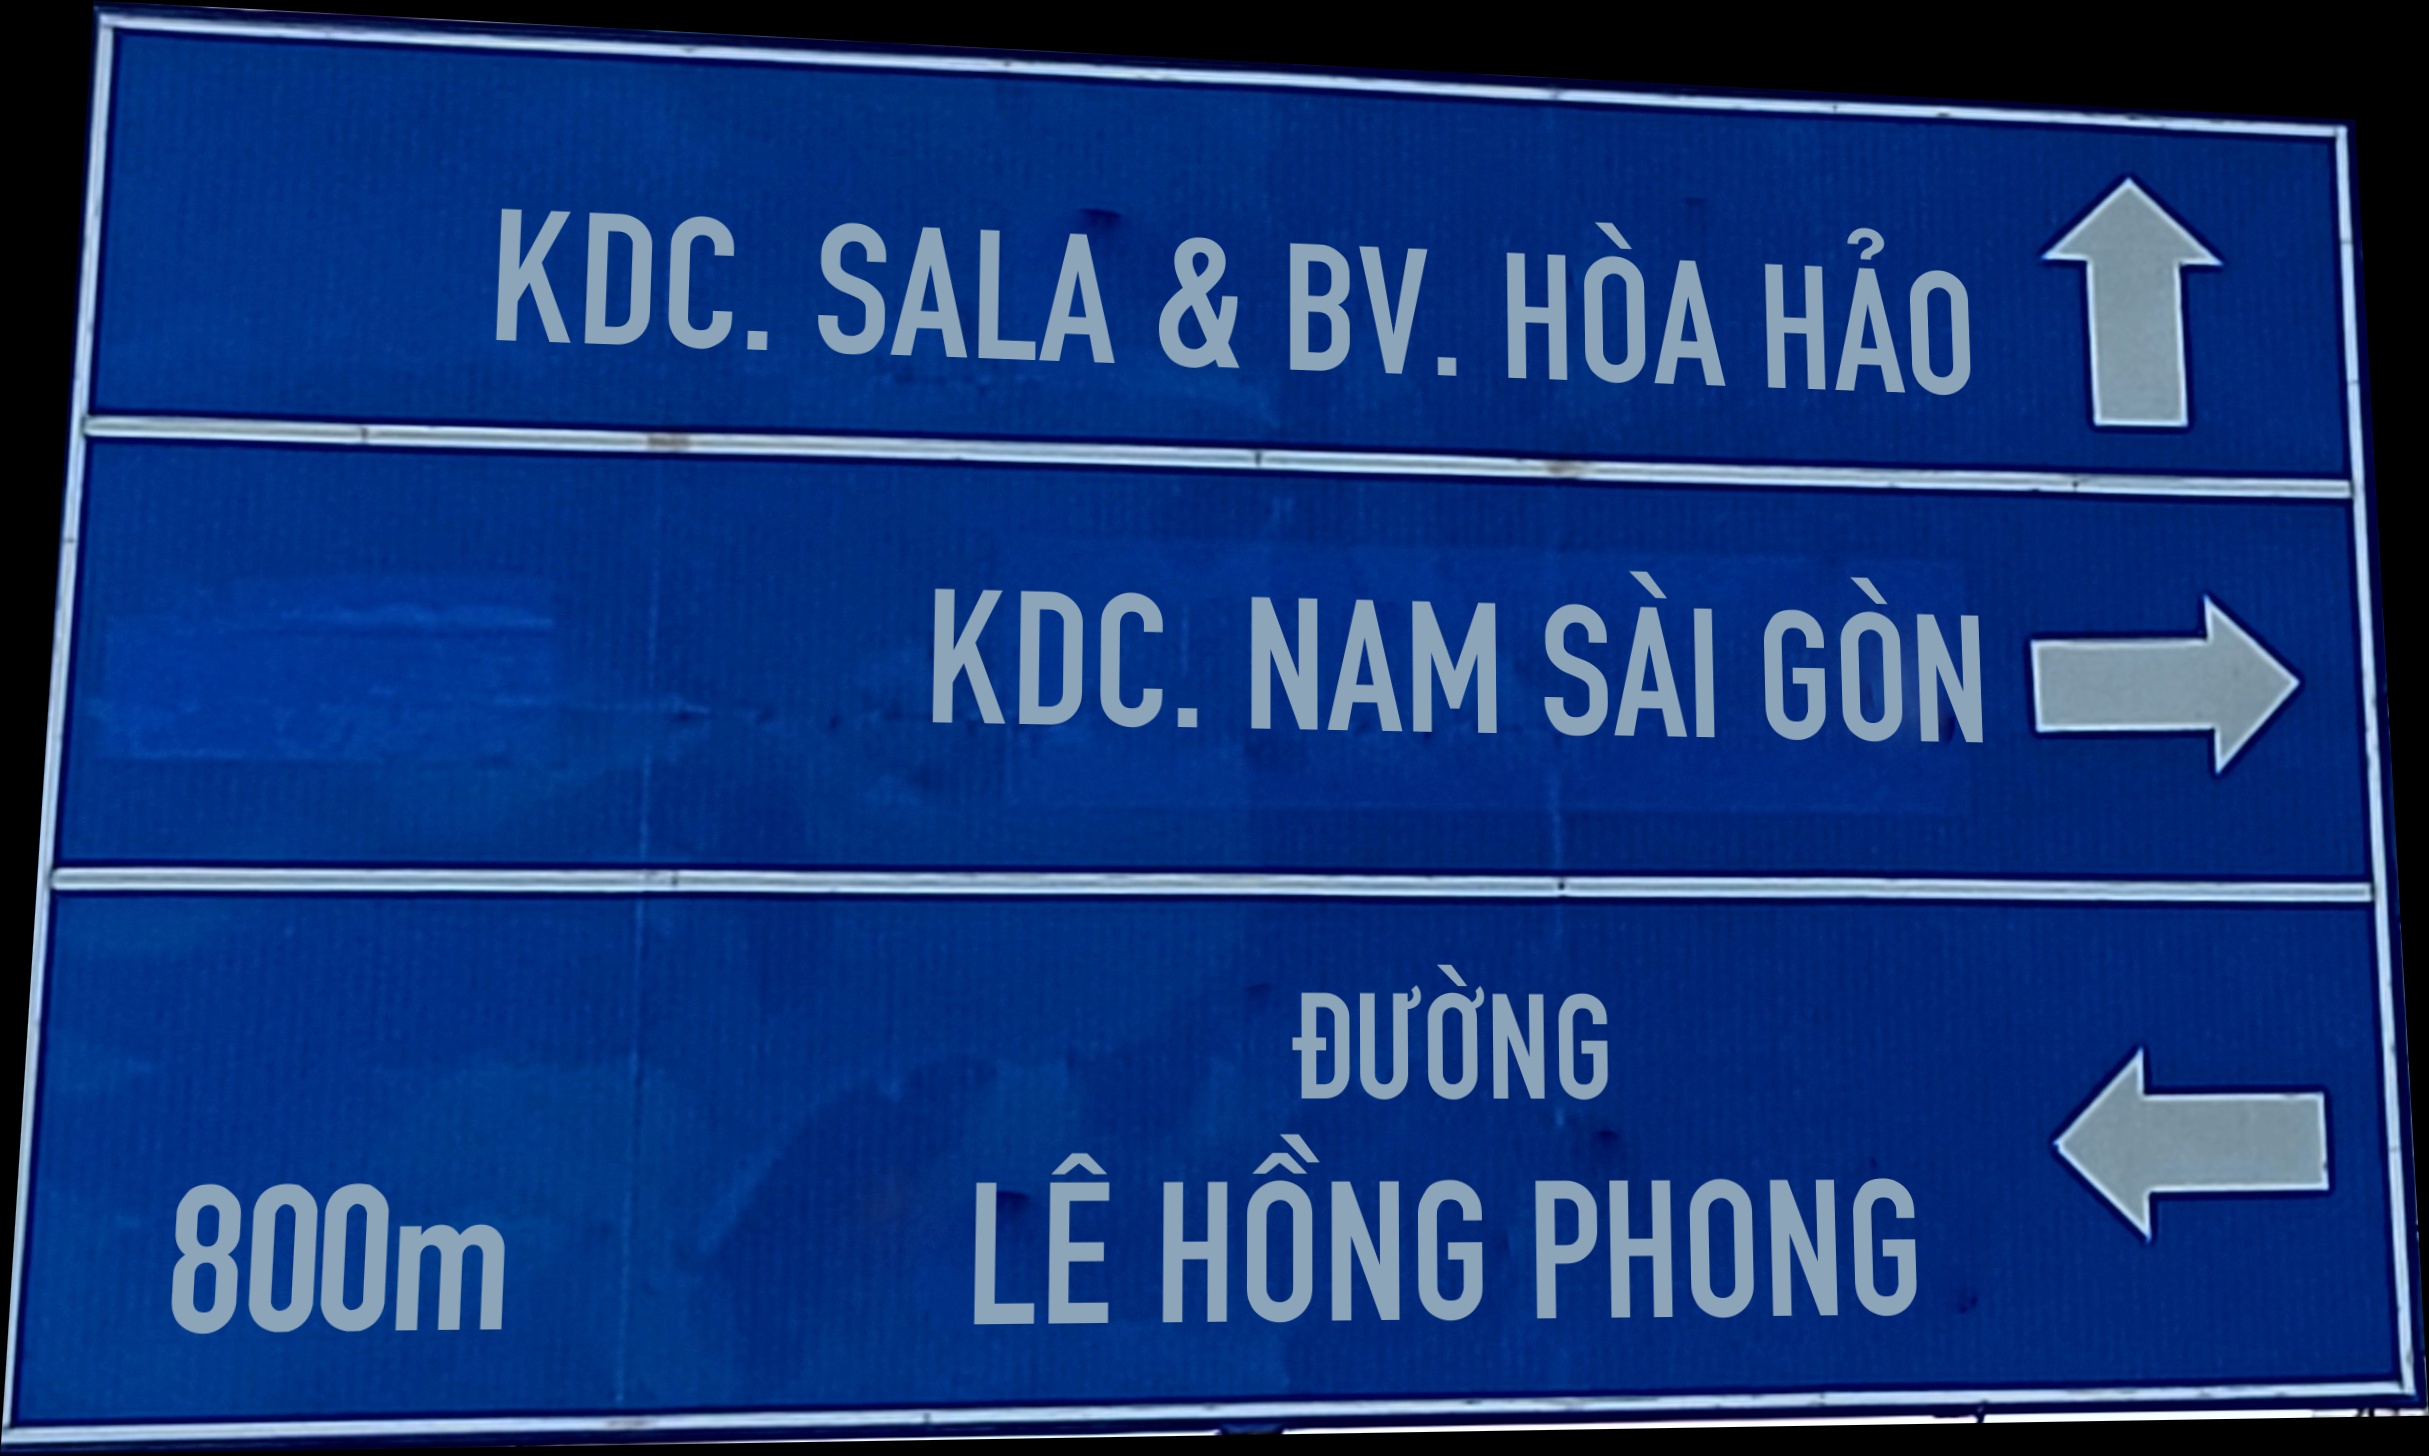 KDC. SALA & BV. HÒA HẢO
KDC. NAM SÀI GÒN
ĐƯỜNG
LÊ HỒNG PHONG
800m